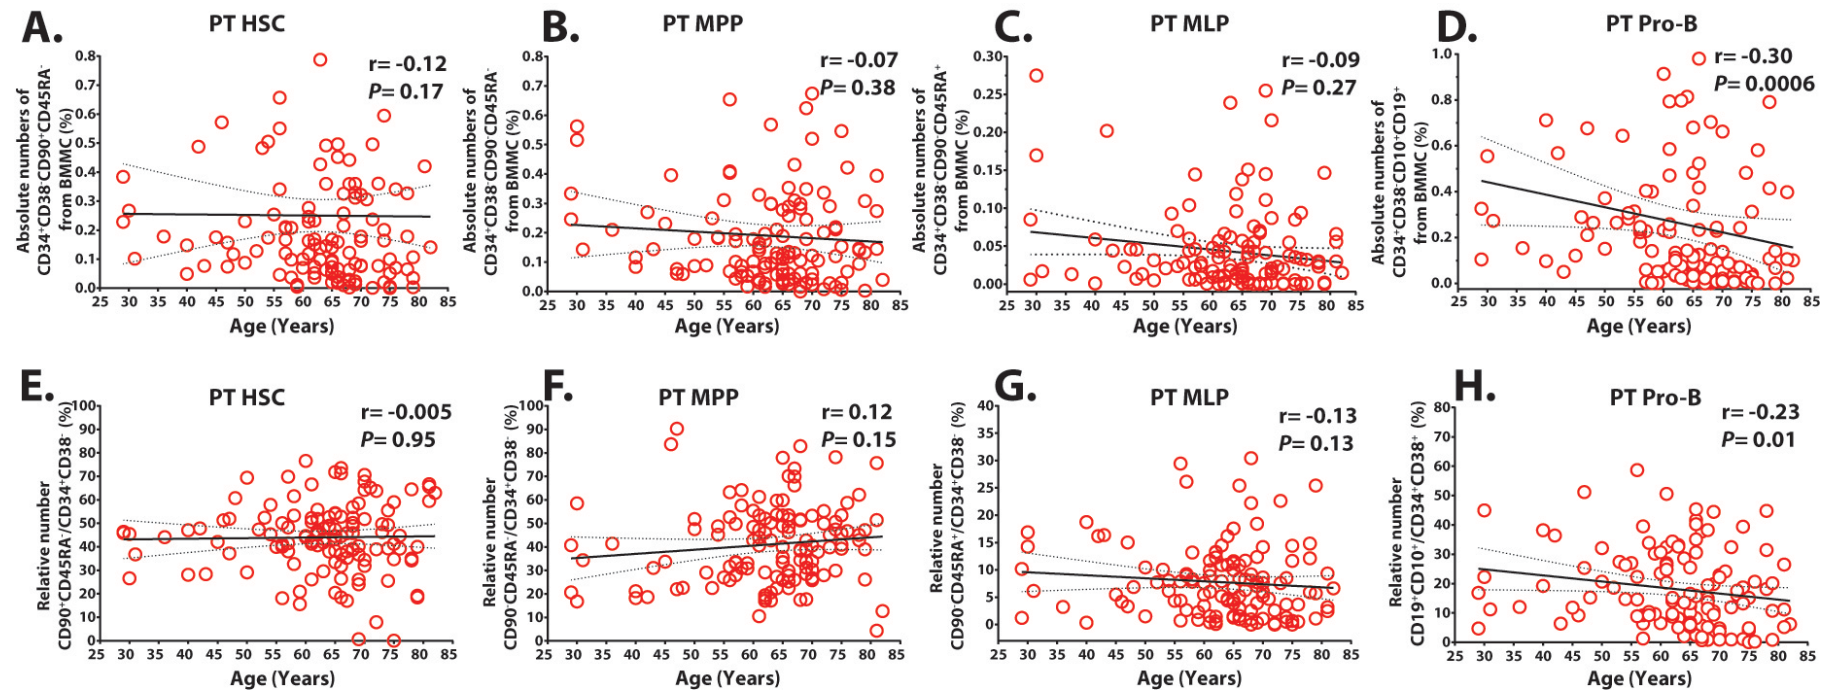 A. PT HSC
r= -0.12
P= 0.17
Absolute numbers of
CD34⁺CD38⁻CD90⁺CD45RA⁻
from BMMC (%)
0.8
0.7
0.6
0.5
0.4
0.3
0.2
0.1
0.0
25 30 35 40 45 50 55 60 65 70 75 80 85
Age (Years)
B. PT MPP
r= -0.07
P= 0.38
Absolute numbers of
CD34⁺CD38⁻CD90⁻CD45RA⁻
from BMMC (%)
0.8
0.7
0.6
0.5
0.4
0.3
0.2
0.1
0.0
25 30 35 40 45 50 55 60 65 70 75 80 85
Age (Years)
C. PT MLP
r= -0.09
P= 0.27
Absolute numbers of
CD34⁺CD38⁻CD90⁻CD45RA⁺
from BMMC (%)
0.30
0.25
0.20
0.15
0.10
0.05
0.00
25 30 35 40 45 50 55 60 65 70 75 80 85
Age (Years)
D. PT Pro-B
r= -0.30
P= 0.0006
Absolute numbers of
CD34⁺CD38⁻CD10⁺CD19⁺
from BMMC (%)
1.0
0.8
0.6
0.4
0.2
0.0
25 30 35 40 45 50 55 60 65 70 75 80 85
Age (Years)
E. PT HSC
r= -0.005
P= 0.95
Relative number
CD90⁺CD45RA⁻/CD34⁺CD38⁻ (%)
100
90
80
70
60
50
40
30
20
10
0
25 30 35 40 45 50 55 60 65 70 75 80 85
Age (Years)
F. PT MPP
r= 0.12
P= 0.15
Relative number
CD90⁻CD45RA⁻/CD34⁺CD38⁻ (%)
100
90
80
70
60
50
40
30
20
10
0
25 30 35 40 45 50 55 60 65 70 75 80 85
Age (Years)
G. PT MLP
r= -0.13
P= 0.13
Relative number
CD90⁻CD45RA⁺/CD34⁺CD38⁻ (%)
40
35
30
25
20
15
10
5
0
25 30 35 40 45 50 55 60 65 70 75 80 85
Age (Years)
H. PT Pro-B
r= -0.23
P= 0.01
Relative number
CD19⁺CD10⁺/CD34⁺CD38⁺ (%)
80
70
60
50
40
30
20
10
0
25 30 35 40 45 50 55 60 65 70 75 80 85
Age (Years)